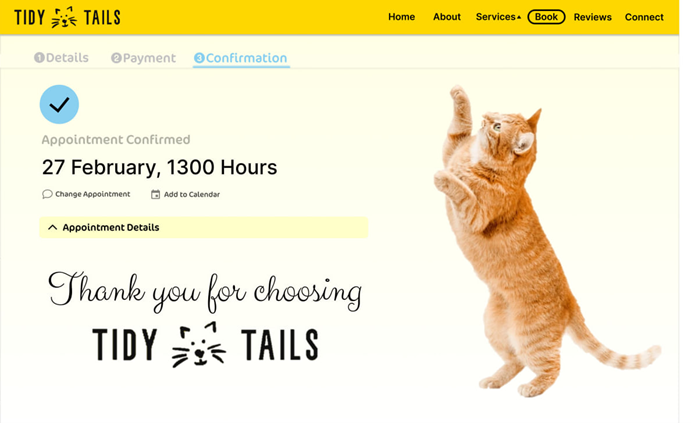 TIDY TAILS
Home About Services Book Reviews Connect
1 Details 2 Payment 3 Confirmation
Appointment Confirmed
27 February, 1300 Hours
Change Appointment Add to Calendar
Appointment Details
Thank you for choosing
TIDY TAILS